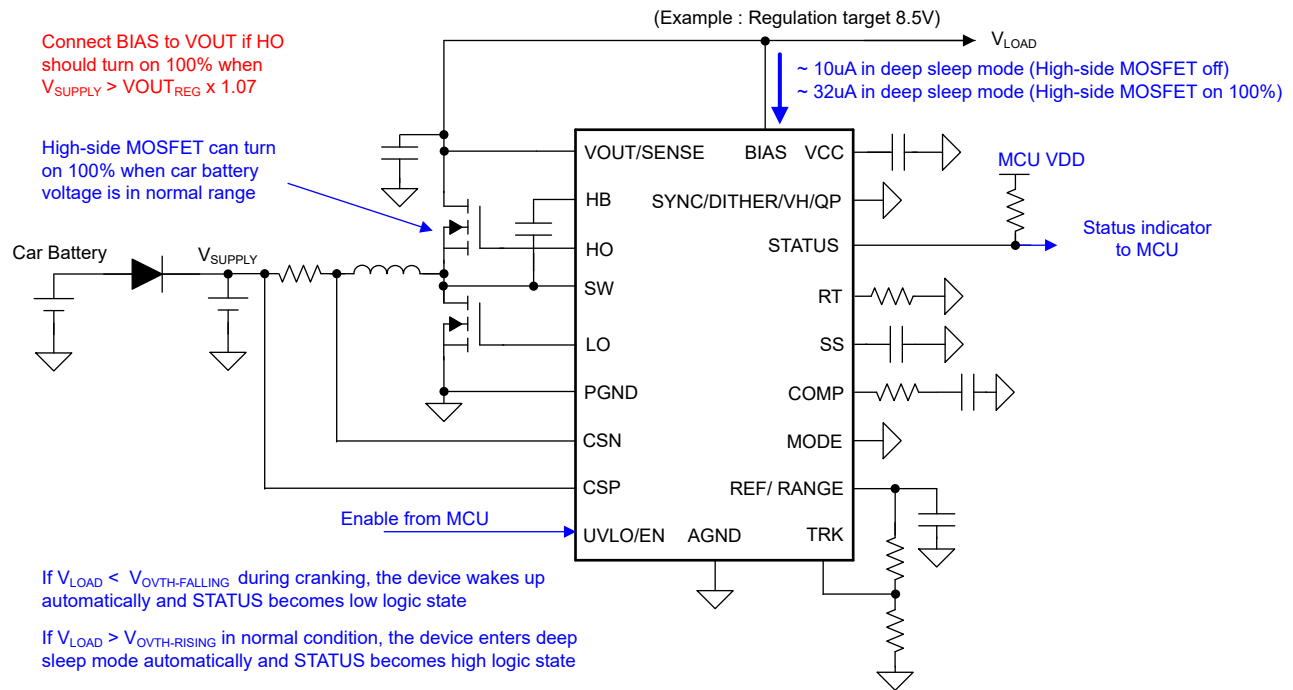 (Example : Regulation target 8.5V)
Connect BIAS to VOUT if HO
should turn on 100% when
VSUPPLY > VOUTREG x 1.07
VLOAD
~ 10uA in deep sleep mode (High-side MOSFET off)
~ 32uA in deep sleep mode (High-side MOSFET on 100%)
High-side MOSFET can turn
on 100% when car battery
voltage is in normal range
VOUT/SENSE
BIAS
VCC
MCU VDD
HB
SYNC/DITHER/VH/QP
HO
STATUS
Status indicator
to MCU
Car Battery
VSUPPLY
SW
RT
LO
SS
PGND
COMP
CSN
MODE
CSP
REF/ RANGE
Enable from MCU
UVLO/EN
AGND
TRK
If VLOAD < VOVTH-FALLING during cranking, the device wakes up
automatically and STATUS becomes low logic state
If VLOAD > VOVTH-RISING in normal condition, the device enters deep
sleep mode automatically and STATUS becomes high logic state